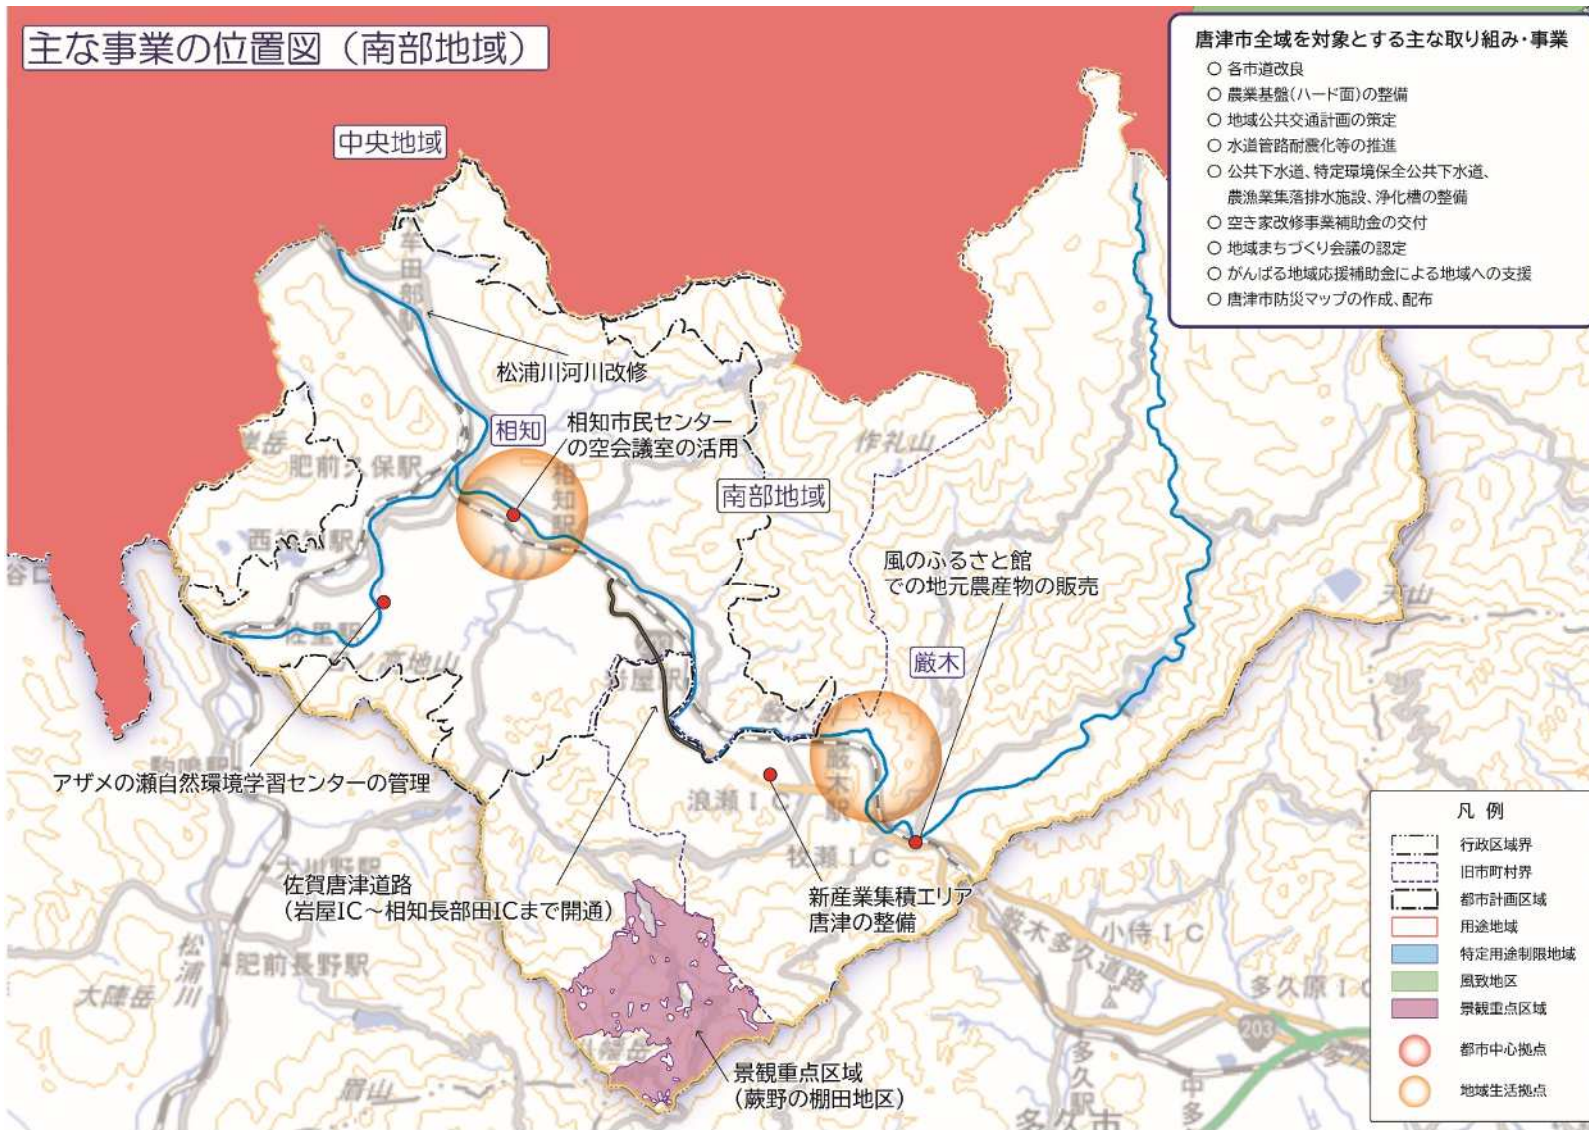 主な事業の位置図（南部地域）
唐津市全域を対象とする主な取り組み・事業
○ 各市道改良
○ 農業基盤(ハード面)の整備
○ 地域公共交通計画の策定
○ 水道管路耐震化等の推進
○ 公共下水道、特定環境保全公共下水道、
農漁業集落排水施設、浄化槽の整備
○ 空き家改修事業補助金の交付
○ 地域まちづくり会議の認定
○ がんばる地域応援補助金による地域への支援
○ 唐津市防災マップの作成、配布
中央地域
松浦川河川改修
相知
相知市民センター
の空会議室の活用
作礼山
肥前久保駅
相知駅
南部地域
風のふるさと館
での地元農産物の販売
天山
佐里駅
厳木
岩屋駅
駒鳴駅
アザメの瀬自然環境学習センターの管理
浪瀬IC
厳木駅
牧瀬IC
大川野駅
佐賀唐津道路
（岩屋IC～相知長部田ICまで開通）
新産業集積エリア
唐津の整備
松浦川
肥前長野駅
大陣岳
厳木多久道路
小侍IC
多久原IC
203
眉山
景観重点区域
（蕨野の棚田地区）
多久駅
多久市
中多
凡例
行政区域界
旧市町村界
都市計画区域
用途地域
特定用途制限地域
風致地区
景観重点区域
都市中心拠点
地域生活拠点